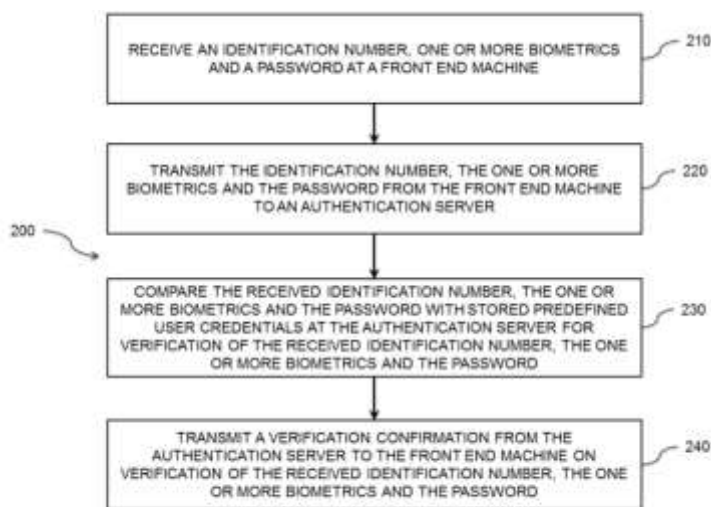 RECEIVE AN IDENTIFICATION NUMBER, ONE OR MORE BIOMETRICS
AND A PASSWORD AT A FRONT END MACHINE
210
TRANSMIT THE IDENTIFICATION NUMBER, THE ONE OR MORE
BIOMETRICS AND THE PASSWORD FROM THE FRONT END MACHINE
TO AN AUTHENTICATION SERVER
220
200
COMPARE THE RECEIVED IDENTIFICATION NUMBER, THE ONE OR
MORE BIOMETRICS AND THE PASSWORD WITH STORED PREDEFINED
USER CREDENTIALS AT THE AUTHENTICATION SERVER FOR
VERIFICATION OF THE RECEIVED IDENTIFICATION NUMBER, THE ONE
OR MORE BIOMETRICS AND THE PASSWORD
230
TRANSMIT A VERIFICATION CONFIRMATION FROM THE
AUTHENTICATION SERVER TO THE FRONT END MACHINE ON
VERIFICATION OF THE RECEIVED IDENTIFICATION NUMBER, THE ONE
OR MORE BIOMETRICS AND THE PASSWORD
240